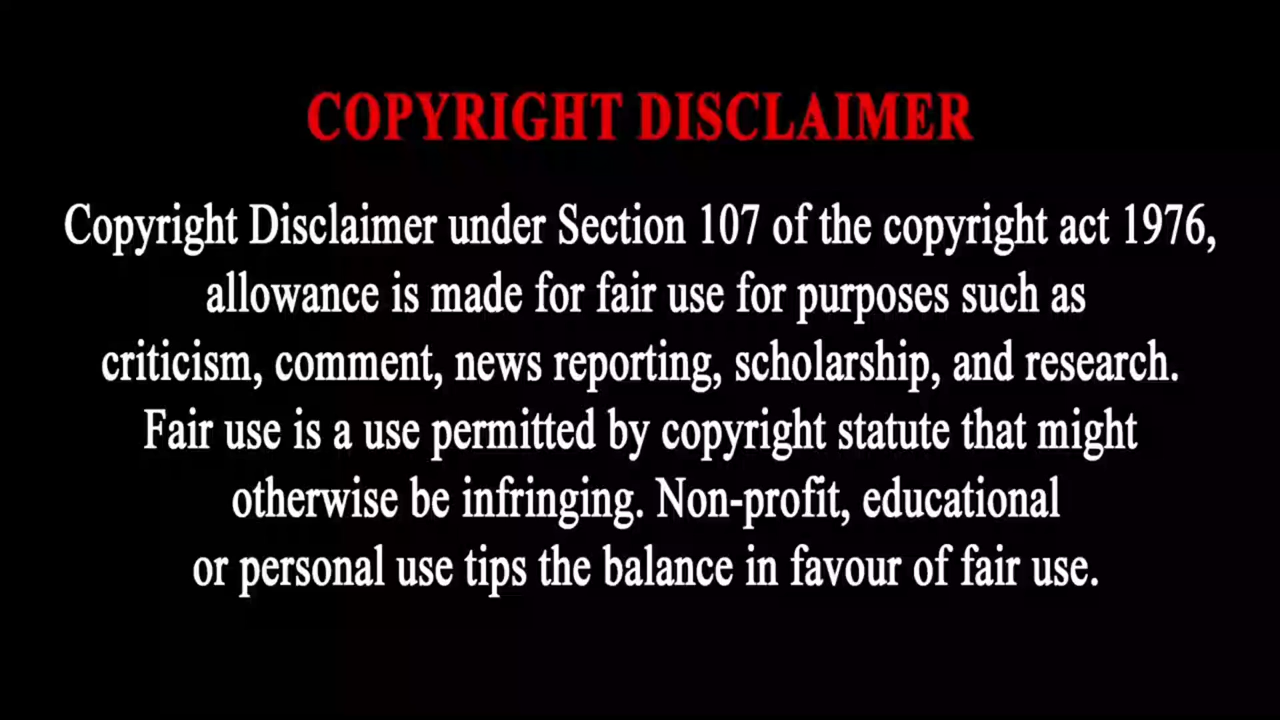 COPYRIGHT DISCLAIMER
Copyright Disclaimer under Section 107 of the copyright act 1976,
allowance is made for fair use for purposes such as
criticism, comment, news reporting, scholarship, and research.
Fair use is a use permitted by copyright statute that might
otherwise be infringing. Non-profit, educational
or personal use tips the balance in favour of fair use.